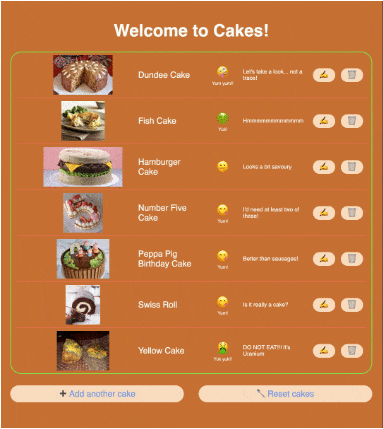 Welcome to Cakes!
Dundee Cake
Yum yum!!
Let's take a look... not a
trace!
Fish Cake
Yuk!
Hmmmmmmmmmmm
Hamburger
Cake
Looks a bit savoury
Number Five
Cake
Yum!
I'd need at least two of
those!
Peppa Pig
Birthday Cake
Yum!
Better than sausages!
Swiss Roll
Yum!
Is it really a cake?
Yellow Cake
Yuk yuk!!
DO NOT EAT!!! It's
Uranium
Add another cake
Reset cakes